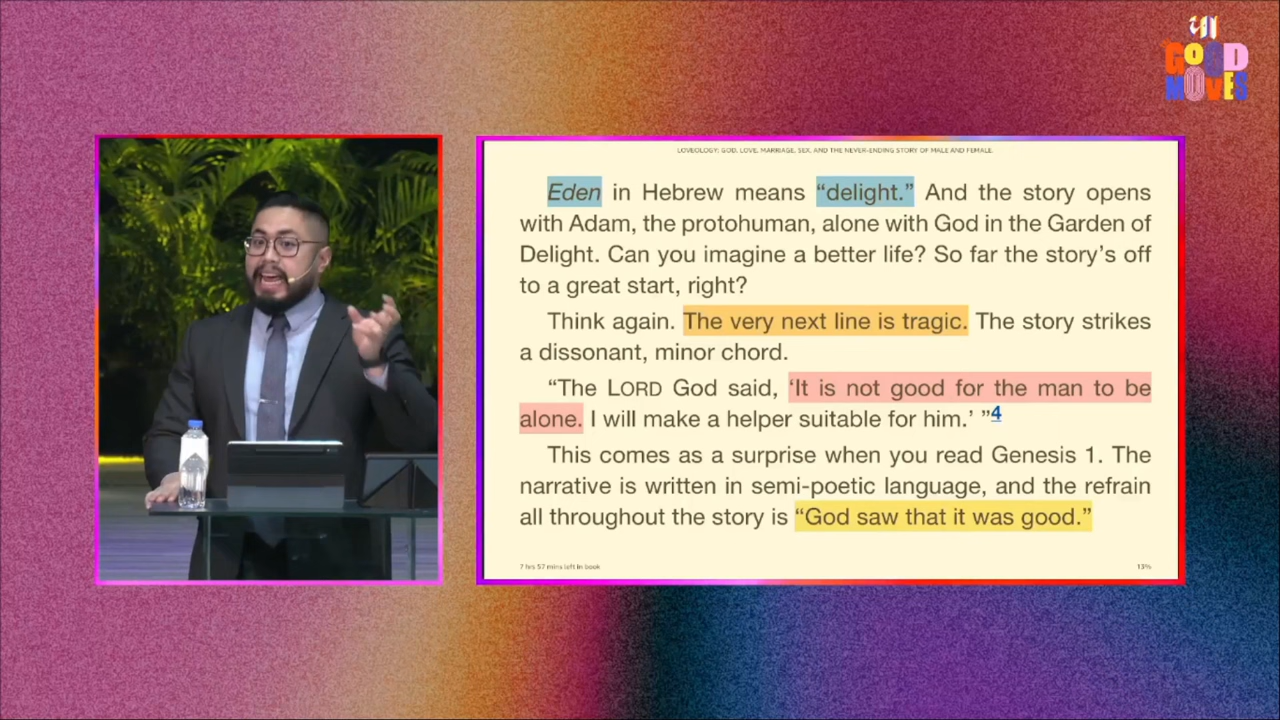 GOOD
MOVES
LOVEOLOGY: GOD. LOVE. MARRIAGE. SEX. AND THE NEVER-ENDING STORY OF MALE AND FEMALE.
Eden in Hebrew means “delight.” And the story opens
with Adam, the protohuman, alone with God in the Garden of
Delight. Can you imagine a better life? So far the story’s off
to a great start, right?
Think again. The very next line is tragic. The story strikes
a dissonant, minor chord.
“The LORD God said, ‘It is not good for the man to be
alone. I will make a helper suitable for him.’ ”4
This comes as a surprise when you read Genesis 1. The
narrative is written in semi-poetic language, and the refrain
all throughout the story is “God saw that it was good.”
7 hrs 57 mins left in book
13%